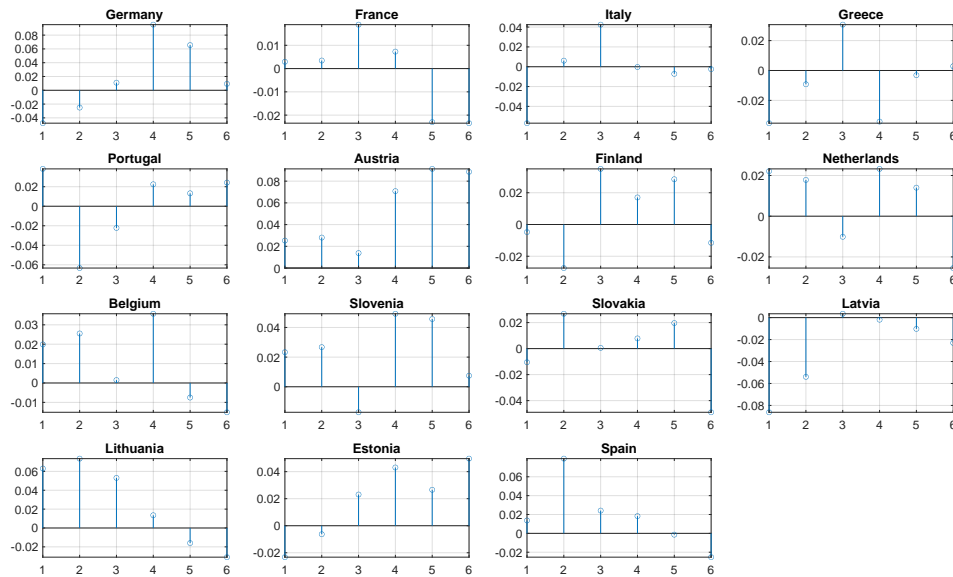 Germany
0.08
0.06
0.04
0.02
0
-0.02
-0.04
1 2 3 4 5 6
France
0.01
0
-0.01
-0.02
1 2 3 4 5 6
Italy
0.04
0.02
0
-0.02
-0.04
1 2 3 4 5 6
Greece
0.02
0
-0.02
1 2 3 4 5 6
Portugal
0.02
0
-0.02
-0.04
-0.06
1 2 3 4 5 6
Austria
0.08
0.06
0.04
0.02
0
1 2 3 4 5 6
Finland
0.02
0
-0.02
1 2 3 4 5 6
Netherlands
0.02
0
-0.02
1 2 3 4 5 6
Belgium
0.03
0.02
0.01
0
-0.01
1 2 3 4 5 6
Slovenia
0.04
0.02
0
1 2 3 4 5 6
Slovakia
0.02
0
-0.02
-0.04
1 2 3 4 5 6
Latvia
0
-0.02
-0.04
-0.06
-0.08
1 2 3 4 5 6
Lithuania
0.06
0.04
0.02
0
-0.02
1 2 3 4 5 6
Estonia
0.04
0.02
0
-0.02
1 2 3 4 5 6
Spain
0.06
0.04
0.02
0
-0.02
1 2 3 4 5 6